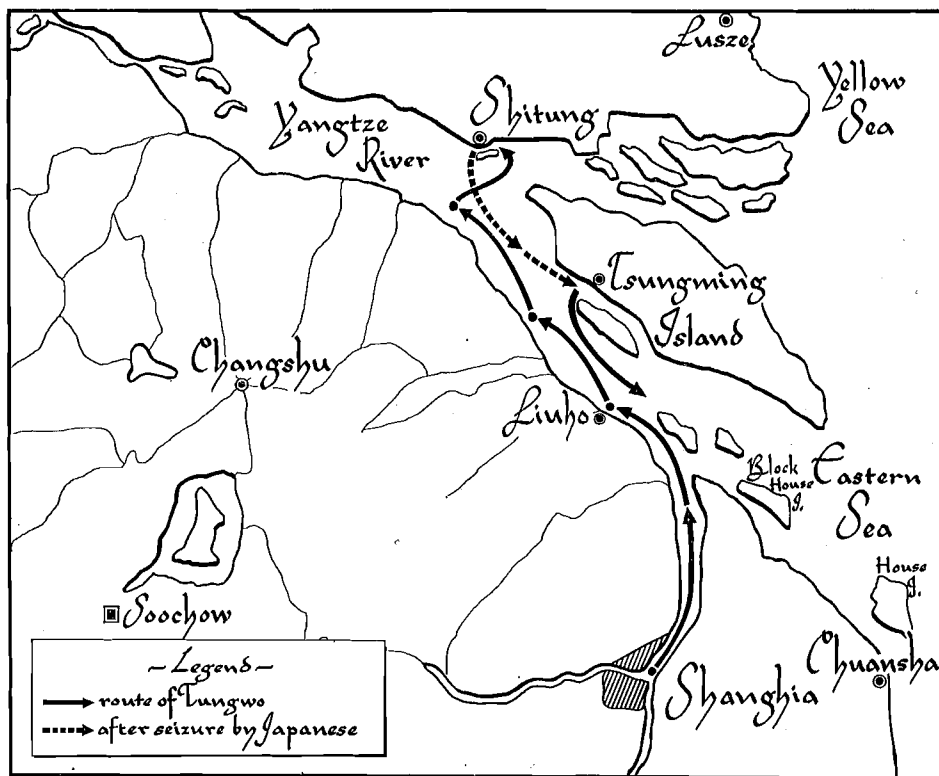 Lusze
Yellow
Sea
Shitung
Yangtze
River
Tsungming
Island
Changshu
Liuho
Block
House
I.
Eastern
Sea
House
I.
Soochow
Chuansha
Shanghia
– Legend –
route of Tungwo
after seizure by Japanese